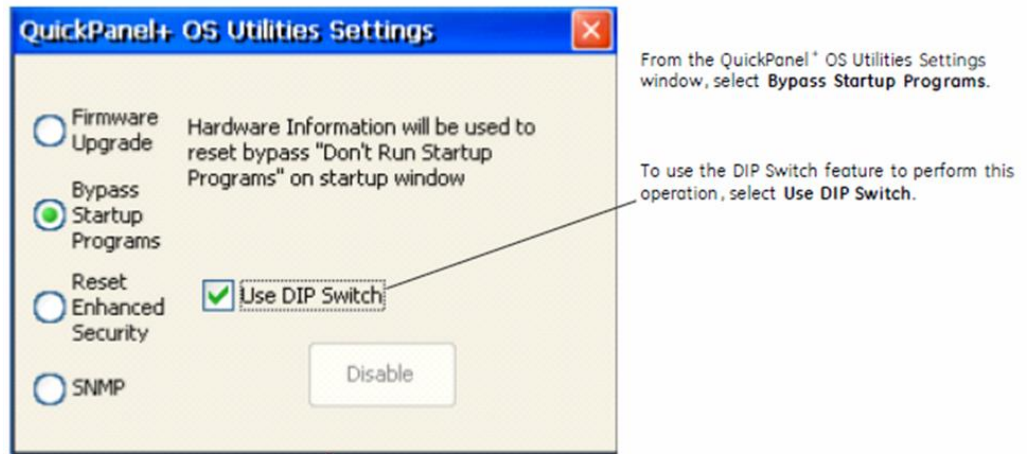 QuickPanel+ OS Utilities Settings
Firmware
Upgrade
Hardware Information will be used to
reset bypass "Don't Run Startup
Programs" on startup window
Bypass
Startup
Programs
Reset
Enhanced
Security
Use DIP Switch
SNMP
Disable
From the QuickPanel+ OS Utilities Settings
window, select Bypass Startup Programs.
To use the DIP Switch feature to perform this
operation, select Use DIP Switch.